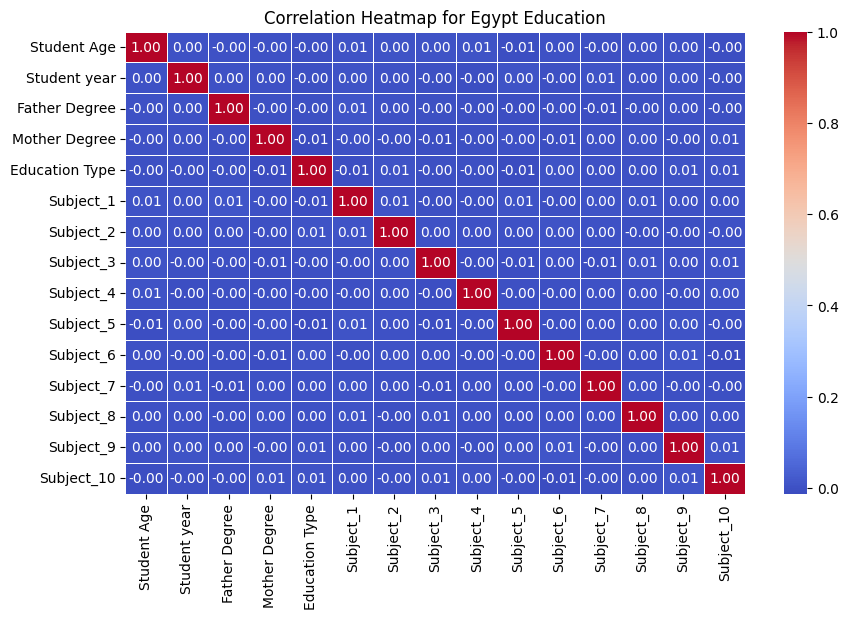 Correlation Heatmap for Egypt Education
Student Age 1.00 0.00 -0.00 -0.00 -0.00 0.01 0.00 0.00 0.01 -0.01 0.00 -0.00 0.00 0.00 -0.00
Student year 0.00 1.00 0.00 0.00 -0.00 0.00 0.00 -0.00 -0.00 0.00 -0.00 0.01 0.00 0.00 -0.00
Father Degree -0.00 0.00 1.00 -0.00 -0.00 0.01 0.00 -0.00 -0.00 -0.00 -0.00 -0.01 -0.00 0.00 -0.00
Mother Degree -0.00 0.00 -0.00 1.00 -0.01 -0.00 -0.00 -0.01 -0.00 -0.00 -0.01 0.00 0.00 -0.00 0.01
Education Type -0.00 -0.00 -0.00 -0.01 1.00 -0.01 0.01 -0.00 -0.00 -0.01 0.00 0.00 0.00 0.01 0.01
Subject_1 0.01 0.00 0.01 -0.00 -0.01 1.00 0.01 -0.00 -0.00 0.01 -0.00 0.00 0.01 0.00 0.00
Subject_2 0.00 0.00 0.00 -0.00 0.01 0.01 1.00 0.00 0.00 0.00 0.00 0.00 -0.00 -0.00 -0.00
Subject_3 0.00 -0.00 -0.00 -0.01 -0.00 -0.00 0.00 1.00 -0.00 -0.01 0.00 -0.01 0.01 0.00 0.01
Subject_4 0.01 -0.00 -0.00 -0.00 -0.00 -0.00 0.00 -0.00 1.00 -0.00 -0.00 0.00 0.00 -0.00 0.00
Subject_5 -0.01 0.00 -0.00 -0.00 -0.01 0.01 0.00 -0.01 -0.00 1.00 -0.00 0.00 0.00 0.00 -0.00
Subject_6 0.00 -0.00 -0.00 -0.01 0.00 -0.00 0.00 0.00 -0.00 -0.00 1.00 -0.00 0.00 0.01 -0.01
Subject_7 -0.00 0.01 -0.01 0.00 0.00 0.00 0.00 -0.01 0.00 0.00 -0.00 1.00 0.00 -0.00 -0.00
Subject_8 0.00 0.00 -0.00 0.00 0.00 0.01 -0.00 0.01 0.00 0.00 0.00 0.00 1.00 0.00 0.00
Subject_9 0.00 0.00 0.00 -0.00 0.01 0.00 -0.00 0.00 -0.00 0.00 0.01 -0.00 0.00 1.00 0.01
Subject_10 -0.00 -0.00 -0.00 0.01 0.01 0.00 -0.00 0.01 0.00 -0.00 -0.01 -0.00 0.00 0.01 1.00
Student Age
Student year
Father Degree
Mother Degree
Education Type
Subject_1
Subject_2
Subject_3
Subject_4
Subject_5
Subject_6
Subject_7
Subject_8
Subject_9
Subject_10
1.0
0.8
0.6
0.4
0.2
0.0